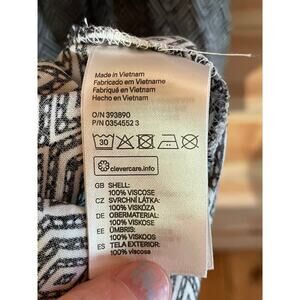 Made in Vietnam
Fabricado em Vietname
Fabriqué en Vietnam
Hecho en Vietnam
O/N 393890
P/N 0354552 3
30
clevercare.info
GB SHELL:
100% VISCOSE
CZ SVRCHNÍ LÁTKA:
100% VISKÓZA
DE OBERMATERIAL:
100% VISKOSE
EE ÜMBRIS:
100% VISKOOS
ES TELA EXTERIOR:
100% viscosa